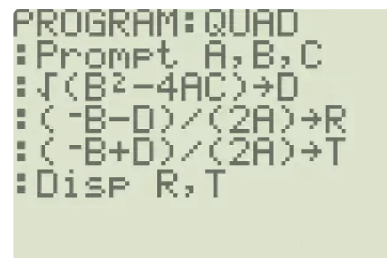 PROGRAM:QUAD
:Prompt A,B,C
:√(B²-4AC)→D
:(⁻B-D)/(2A)→R
:(⁻B+D)/(2A)→T
:Disp R,T